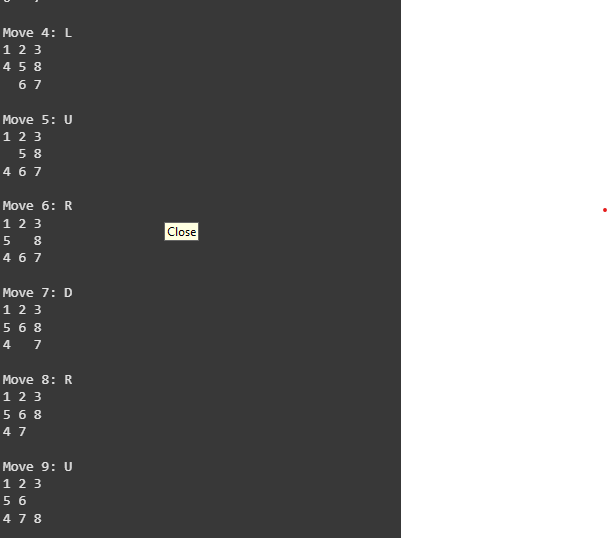 Move 4: L
1 2 3
4 5 8
  6 7
Move 5: U
1 2 3
  5 8
4 6 7
Move 6: R
1 2 3
5   8
4 6 7
Close
Move 7: D
1 2 3
5 6 8
4   7
Move 8: R
1 2 3
5 6 8
4 7
Move 9: U
1 2 3
5 6
4 7 8